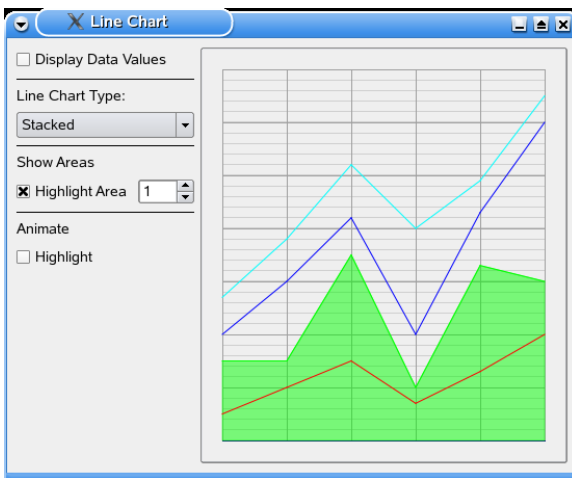 Line Chart
Display Data Values
Line Chart Type:
Stacked
Show Areas
Highlight Area 1
Animate
Highlight